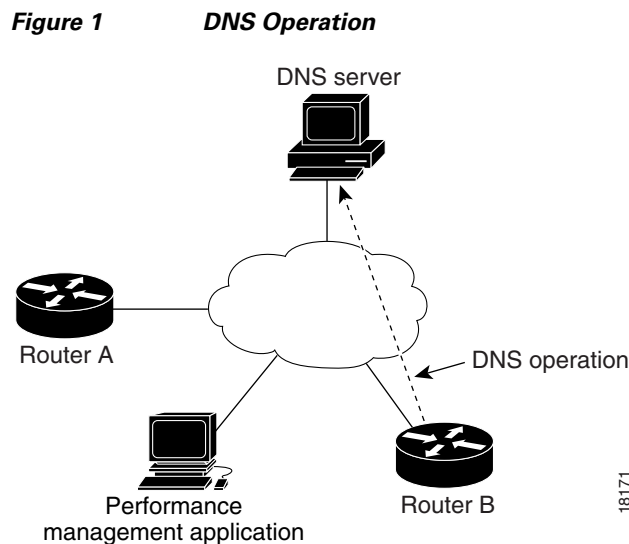 Figure 1 DNS Operation
DNS server
Router A
DNS operation
Performance
management application
Router B
18171